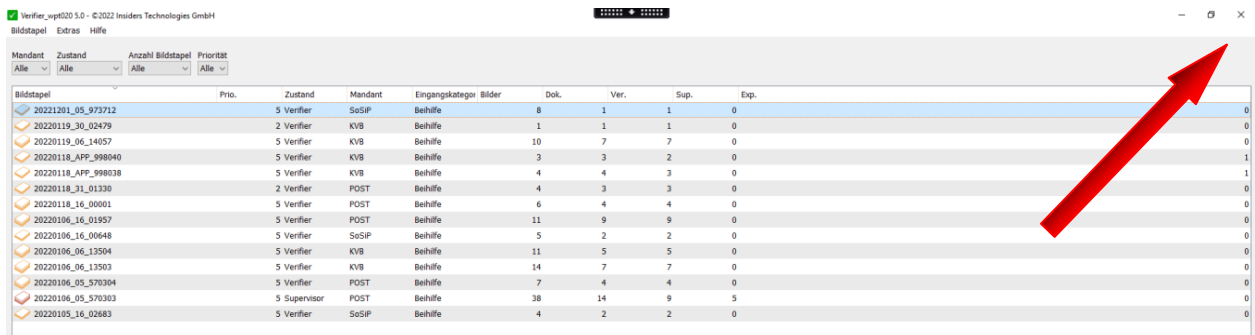 Verifier_wpt020 5.0 - ©2022 Insiders Technologies GmbH
Bildstapel Extras Hilfe
Mandant Zustand Anzahl Bildstapel Priorität
Alle Alle Alle Alle
Bildstapel Prio. Zustand Mandant Eingangskategor Bilder Dok. Ver. Sup. Exp.
20221201_05_973712 5 Verifier SoSiP Beihilfe 8 1 1 0 0
20220119_30_02479 2 Verifier KVB Beihilfe 1 1 1 0 0
20220119_06_14057 5 Verifier KVB Beihilfe 10 7 7 0 0
20220118_APP_998040 5 Verifier KVB Beihilfe 3 3 2 0 1
20220118_APP_998038 5 Verifier KVB Beihilfe 4 4 3 0 1
20220118_31_01330 2 Verifier POST Beihilfe 4 3 3 0 0
20220118_16_00001 5 Verifier POST Beihilfe 6 4 4 0 0
20220106_16_01957 5 Verifier POST Beihilfe 11 9 9 0 0
20220106_16_00648 5 Verifier SoSiP Beihilfe 5 2 2 0 0
20220106_06_13504 5 Verifier KVB Beihilfe 11 5 5 0 0
20220106_06_13503 5 Verifier KVB Beihilfe 14 7 7 0 0
20220106_05_570304 5 Verifier POST Beihilfe 7 4 4 0 0
20220106_05_570303 5 Supervisor POST Beihilfe 38 14 9 5 0
20220105_16_02683 5 Verifier SoSiP Beihilfe 4 2 2 0 0